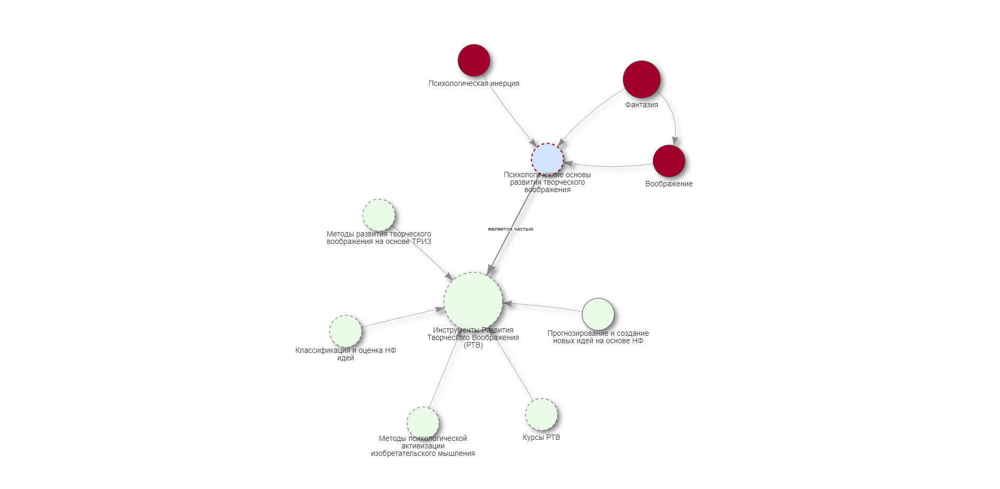 Психологическая инерция
Фантазия
Психологические основы
развития творческого
воображения
Воображение
является частью
Методы развития творческого
воображения на основе ТРИЗ
Инструменты Развития
Творческого Воображения
(РТВ)
Прогнозирование и создание
новых идей на основе НФ
Классификация и оценка НФ
идей
Методы психологической
активизации
изобретательского мышления
Курсы РТВ